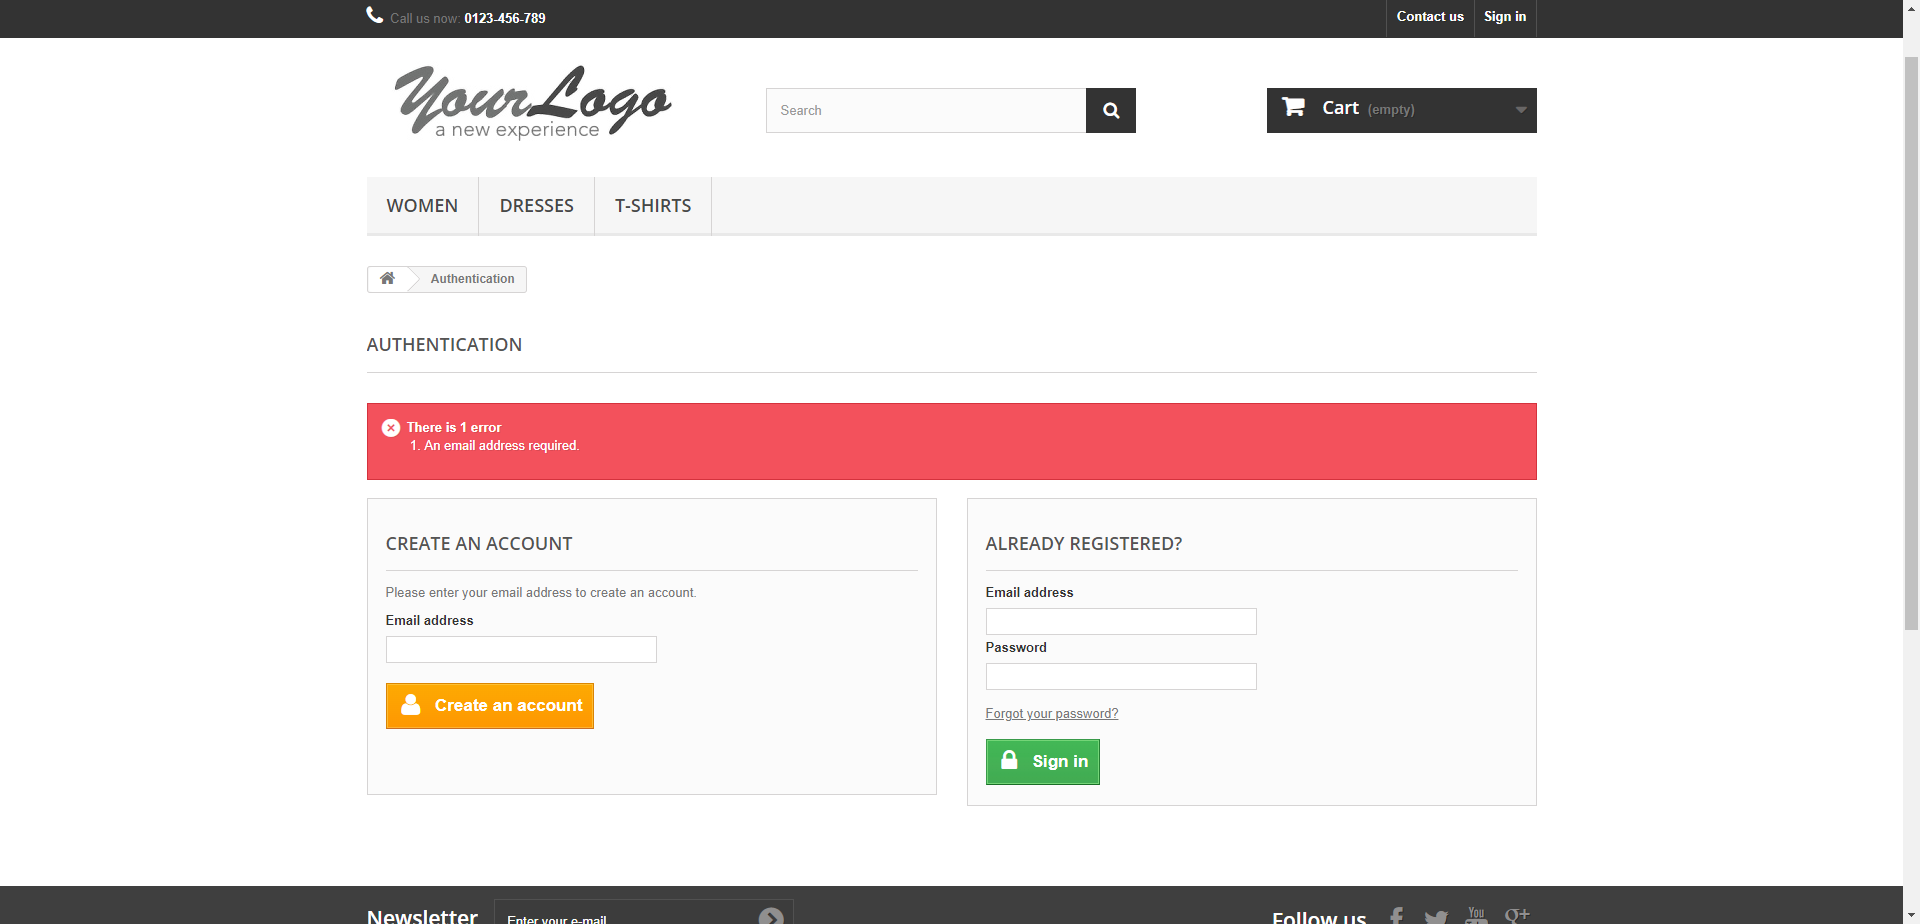 Call us now: 0123-456-789
Contact us
Sign in
Your Logo
a new experience
Search
Cart (empty)
WOMEN
DRESSES
T-SHIRTS
Authentication
AUTHENTICATION
There is 1 error
1. An email address required.
CREATE AN ACCOUNT
Please enter your email address to create an account.
Email address
Create an account
ALREADY REGISTERED?
Email address
Password
Forgot your password?
Sign in
Newsletter
Enter your e-mail
Follow us
You
g+